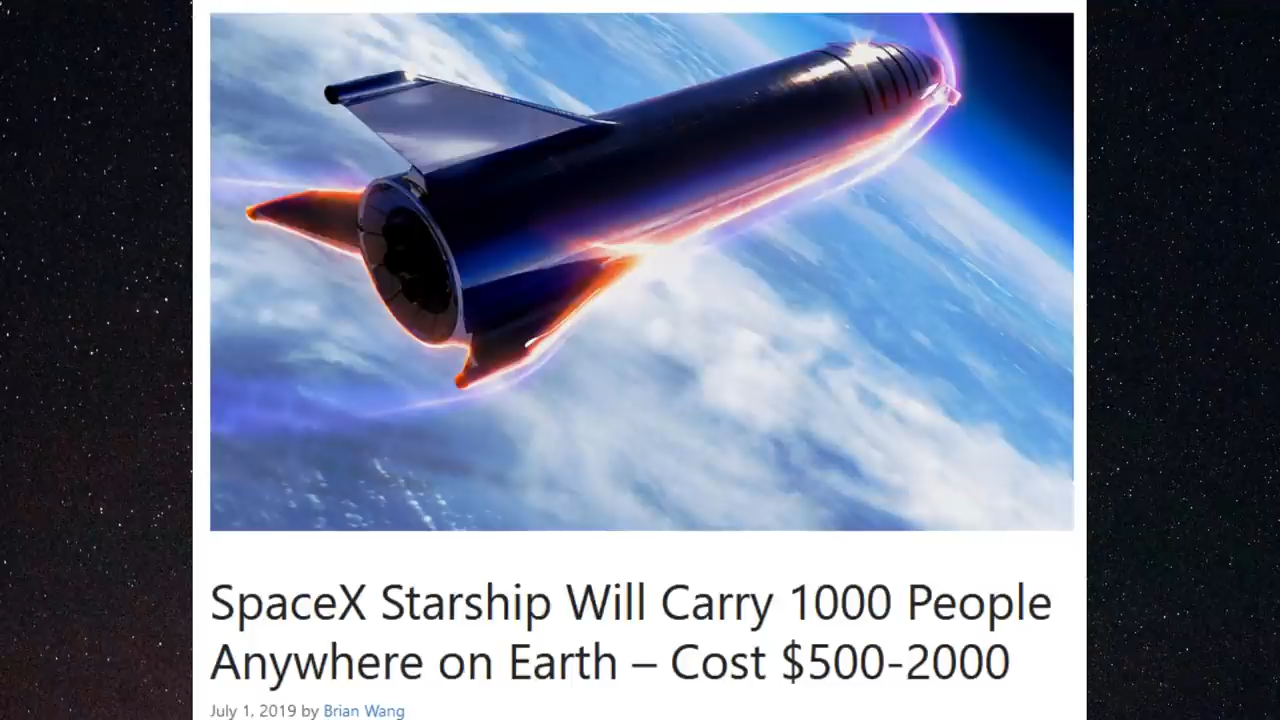 SpaceX Starship Will Carry 1000 People
Anywhere on Earth – Cost $500-2000
July 1, 2019 by Brian Wang